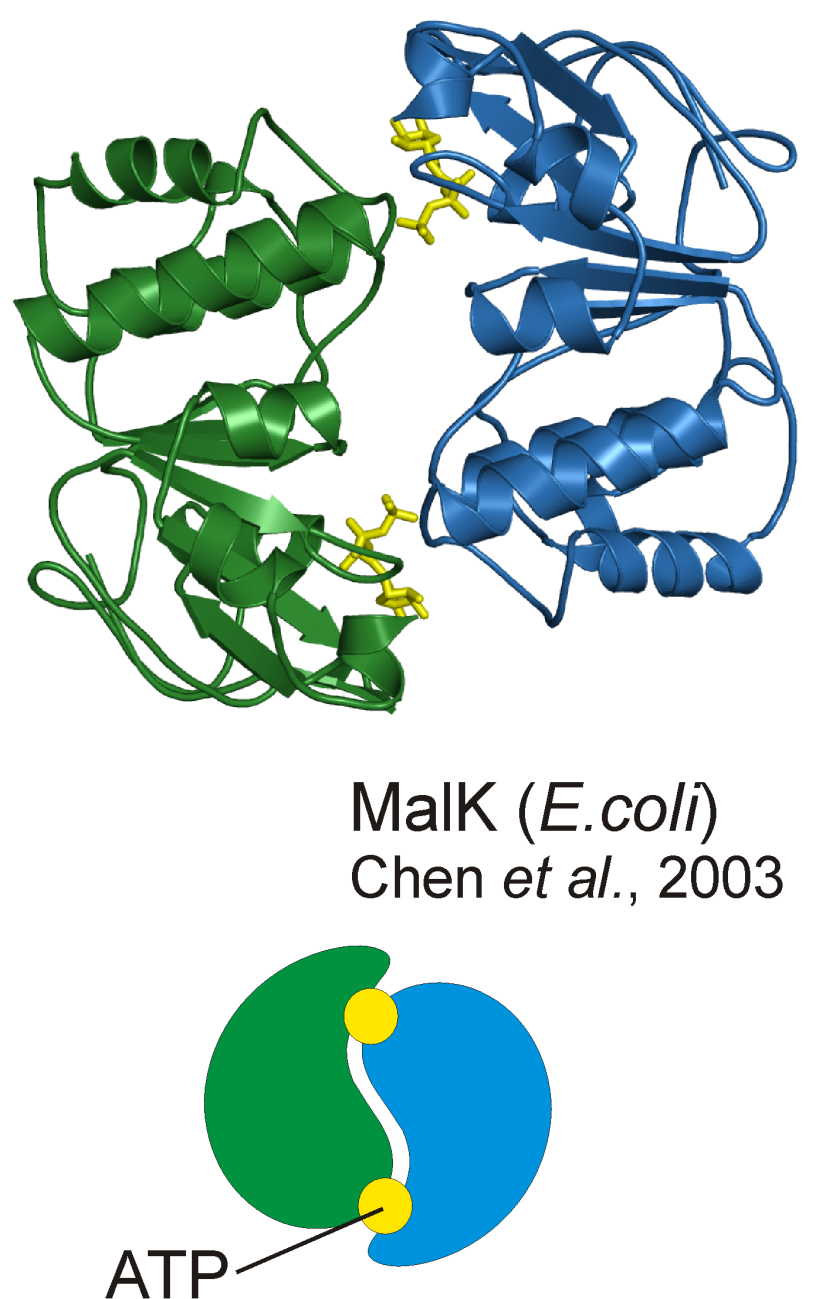 MalK (E.coli)
Chen et al., 2003
ATP